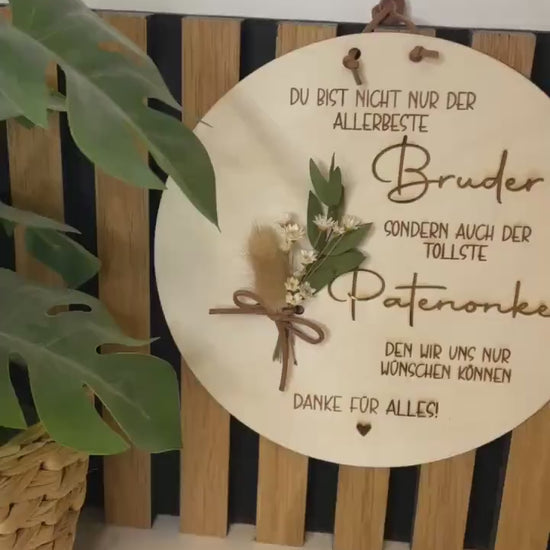 DU BIST NICHT NUR DER
ALLERBESTE
Bruder
SONDERN AUCH DER
TOLLSTE
Patenonke
DEN WIR UNS NUR
WÜNSCHEN KÖNNEN
DANKE FÜR ALLES!